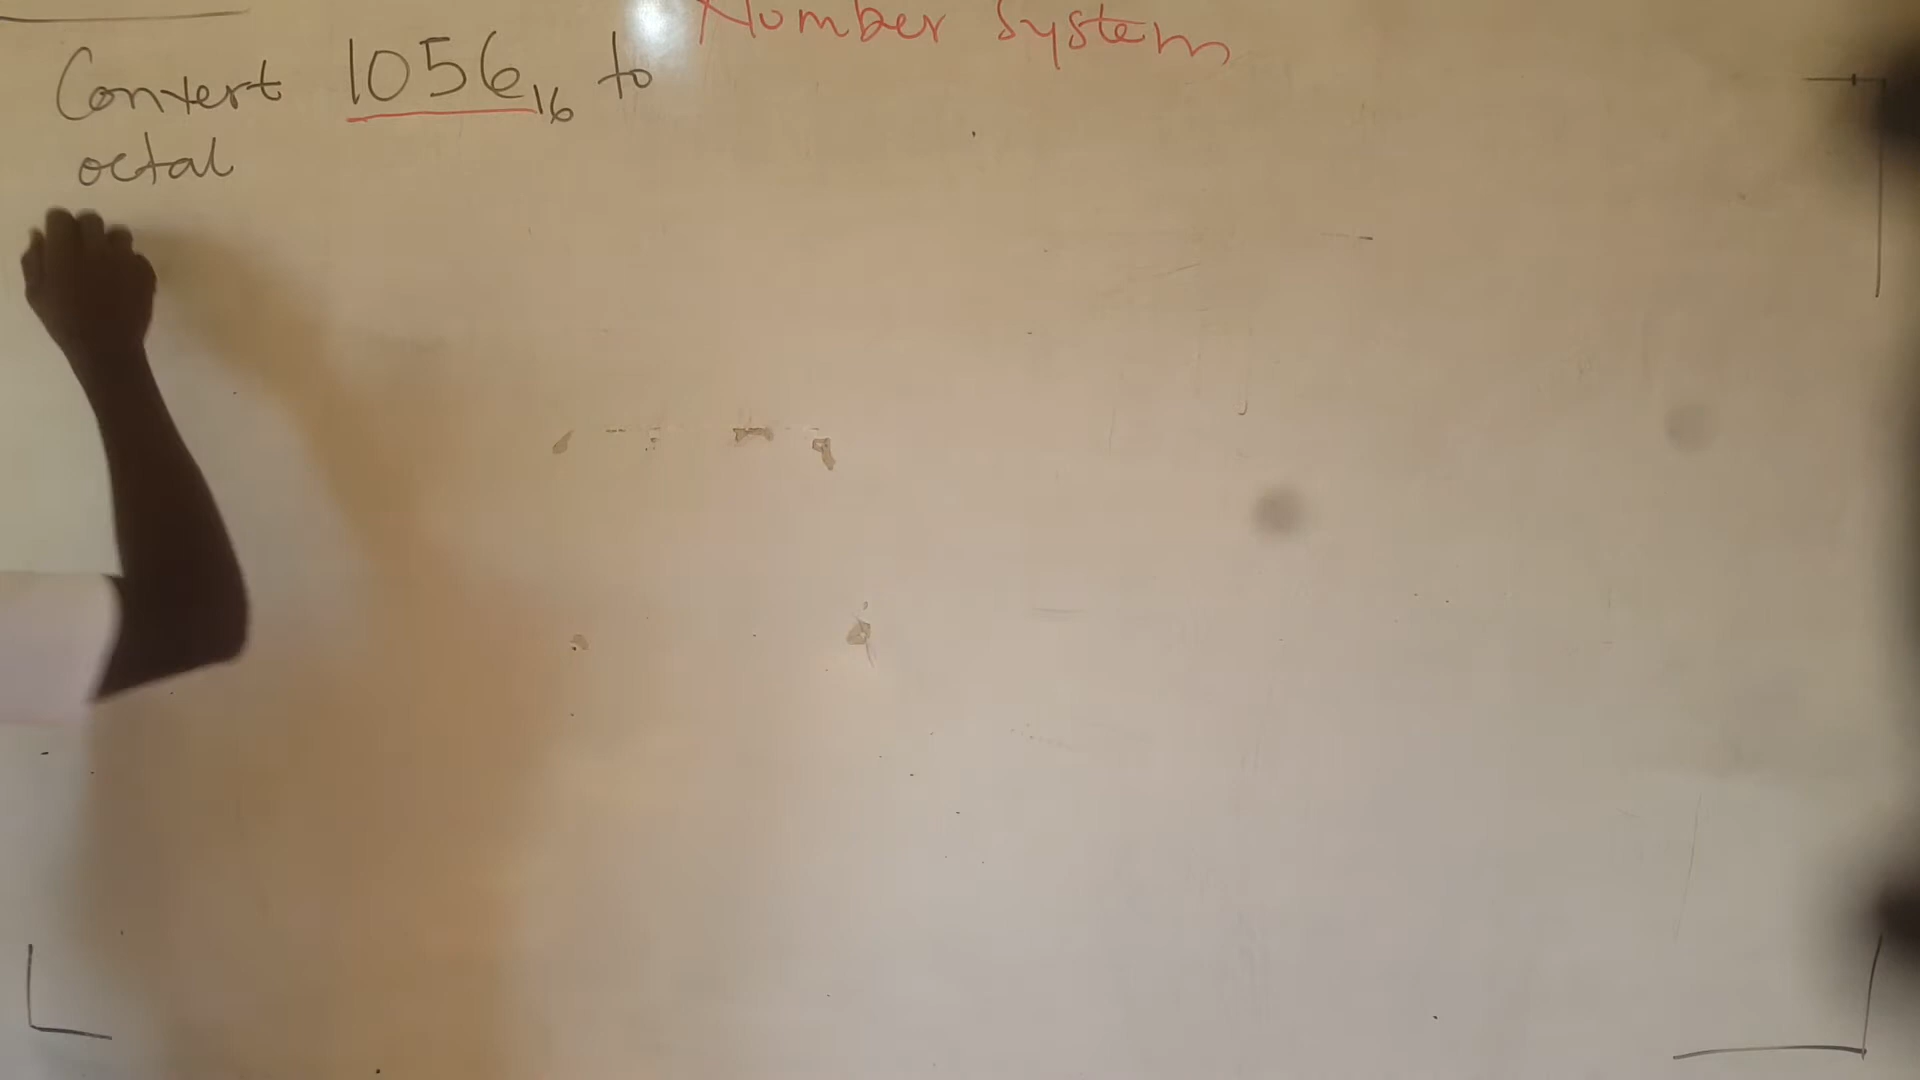 Number System
Convert 1056₁₆ to
octal